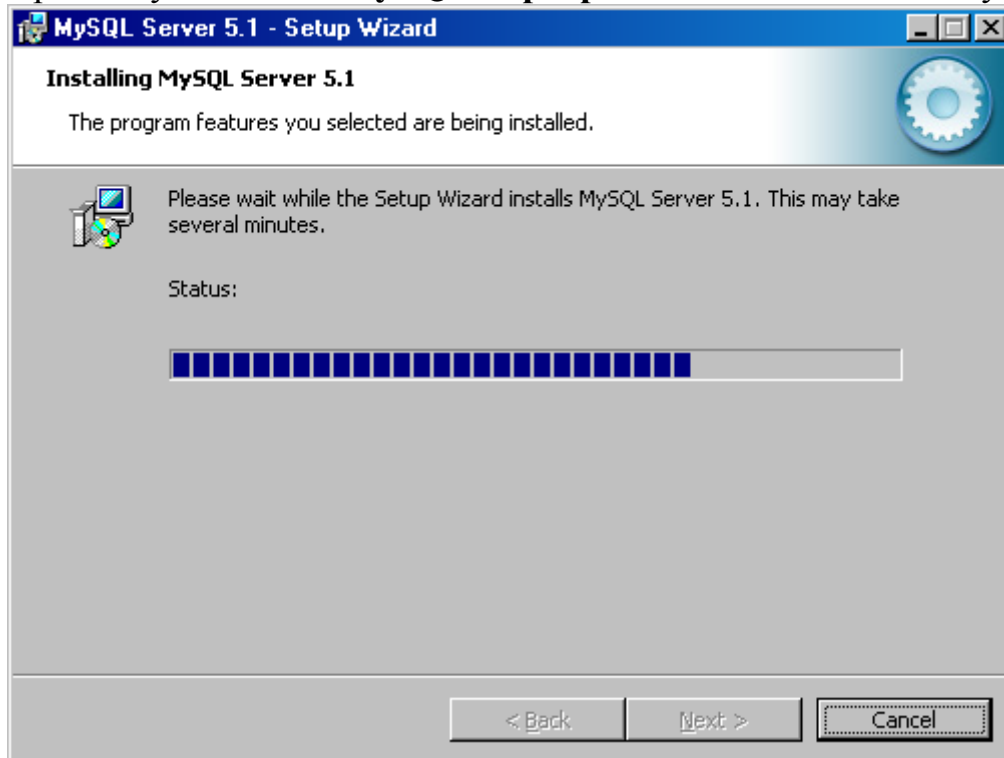 MySQL Server 5.1 - Setup Wizard
Installing MySQL Server 5.1
The program features you selected are being installed.
Please wait while the Setup Wizard installs MySQL Server 5.1. This may take
several minutes.
Status:
< Back Next > Cancel